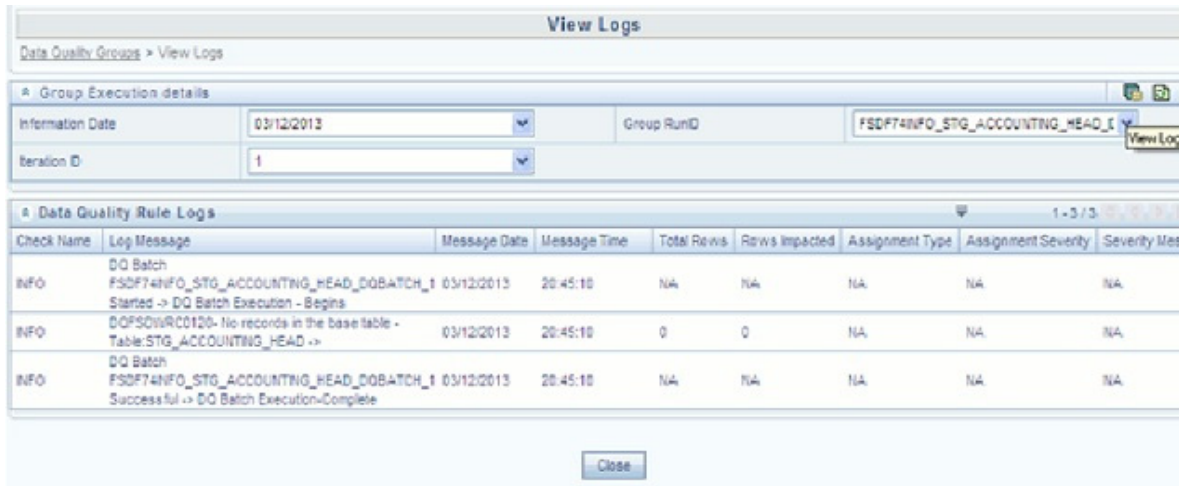 View Logs
Data Quality Groups > View Logs
Group Execution details
Information Date 03/12/2013 Group RunID FSDF74INFO_STG_ACCOUNTING_HEAD_D
View Log
Iteration ID 1
Data Quality Rule Logs 1 - 3 / 3
Check Name Log Message Message Date Message Time Total Rows Rows Impacted Assignment Type Assignment Severity Severity Mes
DQ Batch
INFO FSDF74INFO_STG_ACCOUNTING_HEAD_DQBATCH_1 03/12/2013 20:45:10 NA NA NA NA NA
Started -> DQ Batch Execution - Begins
INFO DQFSDWRC0120- No records in the base table - 03/12/2013 20:45:10 0 0 NA NA NA
Table:STG_ACCOUNTING_HEAD ->
DQ Batch
INFO FSDF74INFO_STG_ACCOUNTING_HEAD_DQBATCH_1 03/12/2013 20:45:10 NA NA NA NA NA
Successful -> DQ Batch Execution-Complete
Close